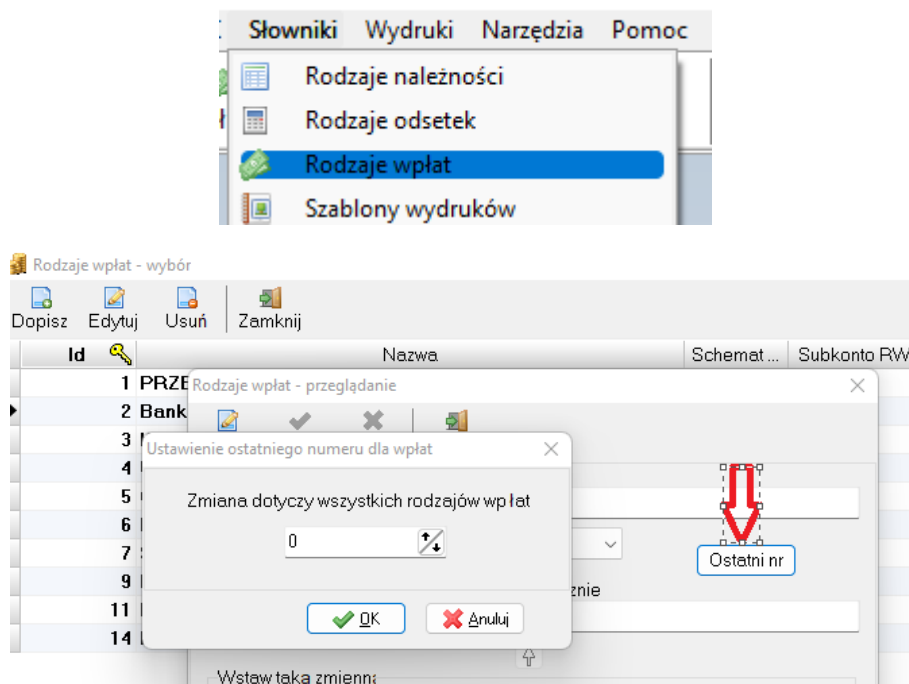 Słowniki Wydruki Narzędzia Pomoc
Rodzaje należności
Rodzaje odsetek
Rodzaje wpłat
Szablony wydruków
Rodzaje wpłat - wybór
Dopisz Edytuj Usuń Zamknij
Id Nazwa Schemat ... Subkonto RW
1 PRZE
Rodzaje wpłat - przeglądanie
2 Bank
3
Ustawienie ostatniego numeru dla wpłat
4
Zmiana dotyczy wszystkich rodzajów wpłat
5
6
0
7
Ostatni nr
9
znie
11
OK Anuluj
14
Wstaw taką zmienną